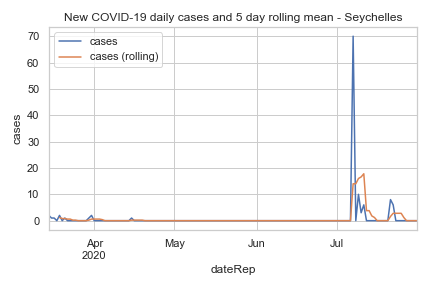 New COVID-19 daily cases and 5 day rolling mean - Seychelles
cases
cases (rolling)
70
60
50
40
30
20
10
0
cases
Apr
2020
May
Jun
Jul
dateRep